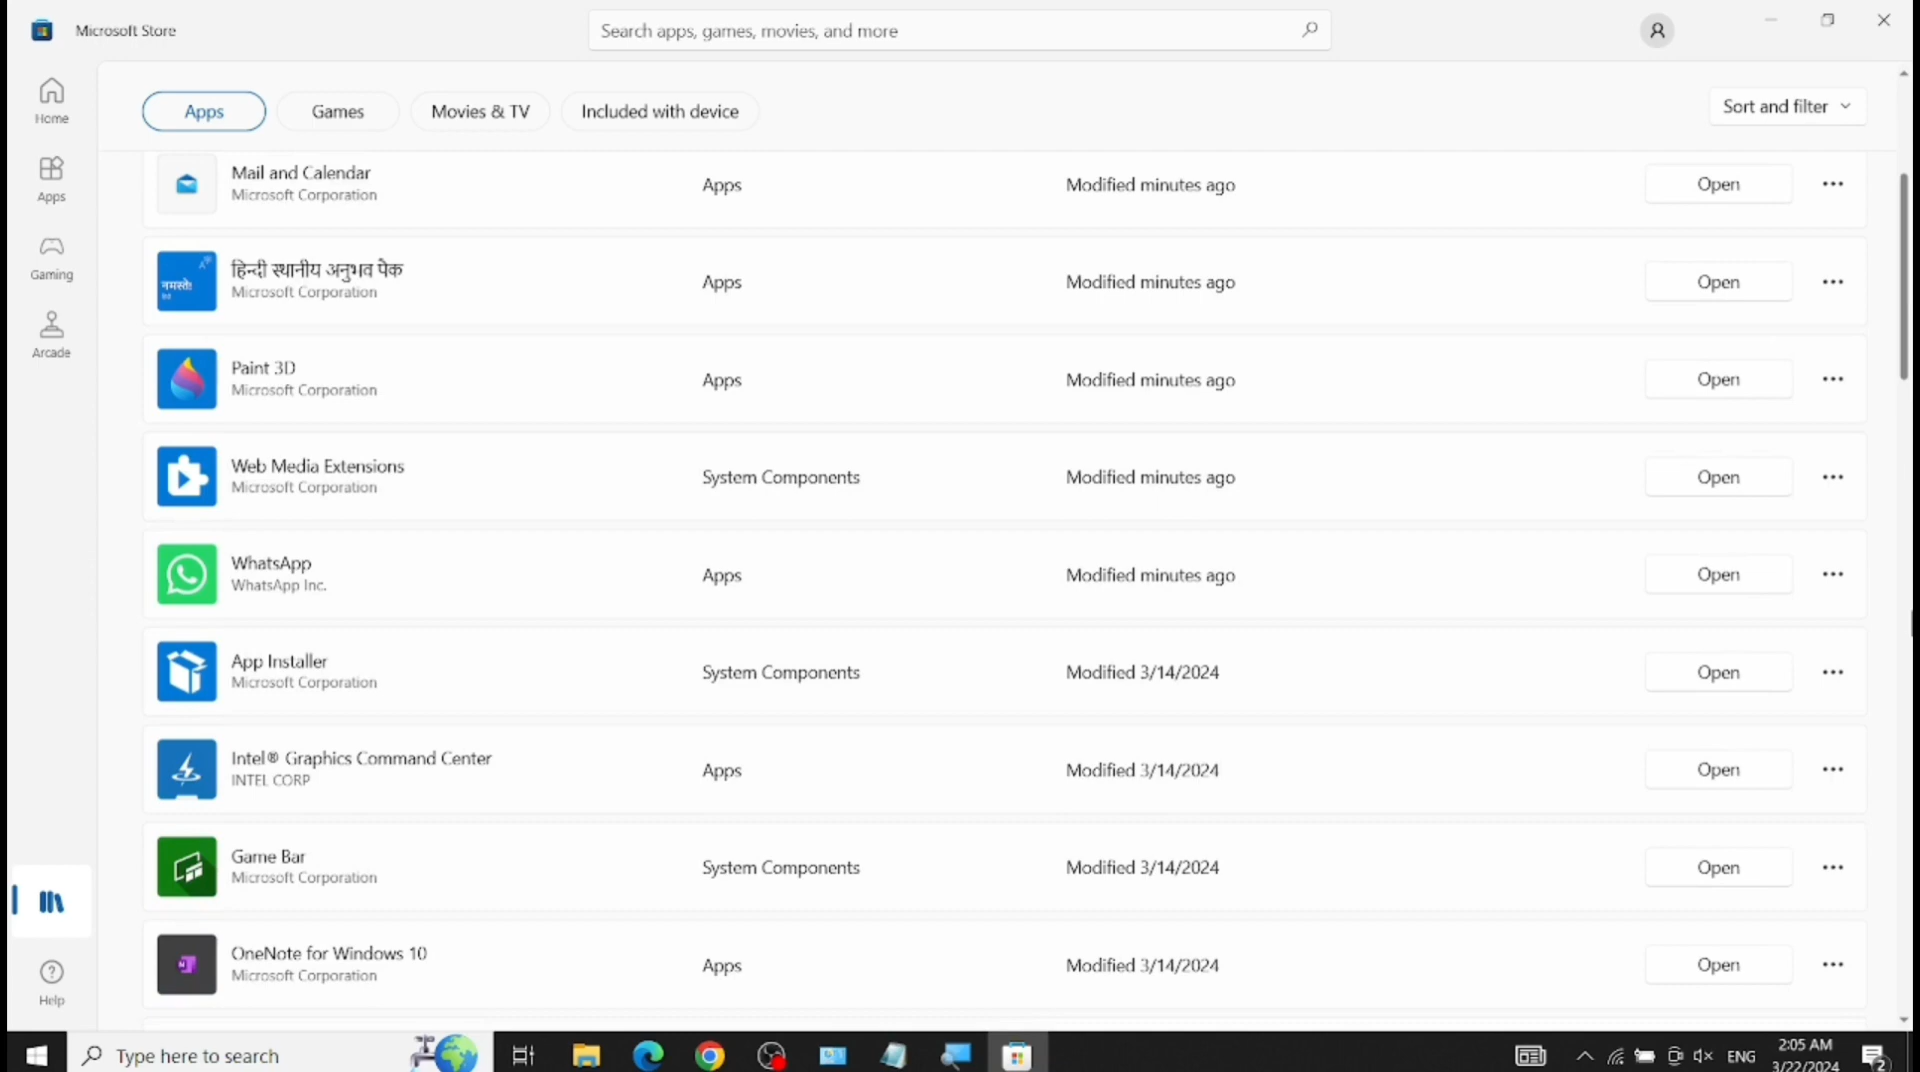 Microsoft Store
Search apps, games, movies, and more
Home
Apps
Gaming
Arcade
Help
Apps Games Movies & TV Included with device Sort and filter
Mail and Calendar
Microsoft Corporation
Apps Modified minutes ago Open
हिन्दी स्थानीय अनुभव पैक
Microsoft Corporation
Apps Modified minutes ago Open
नमस्ते!
Paint 3D
Microsoft Corporation
Apps Modified minutes ago Open
Web Media Extensions
Microsoft Corporation
System Components Modified minutes ago Open
WhatsApp
WhatsApp Inc.
Apps Modified minutes ago Open
App Installer
Microsoft Corporation
System Components Modified 3/14/2024 Open
Intel® Graphics Command Center
INTEL CORP
Apps Modified 3/14/2024 Open
Game Bar
Microsoft Corporation
System Components Modified 3/14/2024 Open
OneNote for Windows 10
Microsoft Corporation
Apps Modified 3/14/2024 Open
Type here to search
ENG
2:05 AM
3/22/2024
2